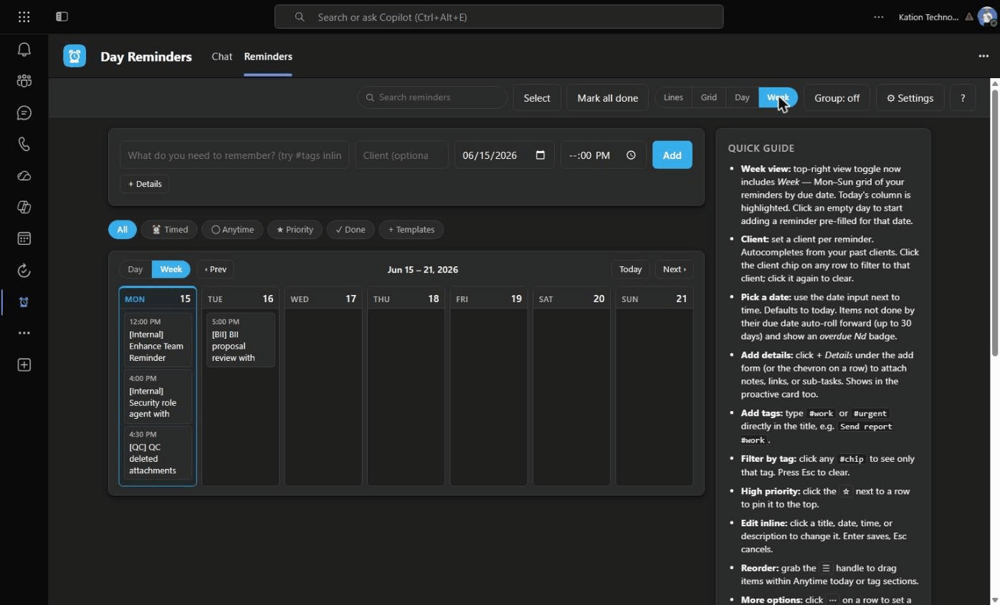 Search or ask Copilot (Ctrl+Alt+E)
Kation Techno...
Day Reminders
Chat
Reminders
Search reminders
Select
Mark all done
Lines
Grid
Day
Week
Group: off
Settings
?
What do you need to remember? (try #tags inlin
Client (optiona
06/15/2026
--:00 PM
Add
+ Details
All
Timed
Anytime
★ Priority
✓ Done
+ Templates
Day
Week
‹ Prev
Jun 15 – 21, 2026
Today
Next ›
MON 15
12:00 PM
[Internal]
Enhance Team
Reminder
4:00 PM
[Internal]
Security role
agent with
4:30 PM
[QC] QC
deleted
attachments
TUE 16
5:00 PM
[BII] BII
proposal
review with
WED 17
THU 18
FRI 19
SAT 20
SUN 21
QUICK GUIDE
• Week view: top-right view toggle now
includes Week — Mon–Sun grid of your
reminders by due date. Today's column is
highlighted. Click an empty day to start
adding a reminder pre-filled for that date.
• Client: set a client per reminder.
Autocompletes from your past clients. Click
the client chip on any row to filter to that
client; click it again to clear.
• Pick a date: use the date input next to
time. Defaults to today. Items not done by
their due date auto-roll forward (up to 30
days) and show an overdue Nd badge.
• Add details: click + Details under the add
form (or the chevron on a row) to attach
notes, links, or sub-tasks. Shows in the
proactive card too.
• Add tags: type #work or #urgent
directly in the title, e.g. Send report
#work .
• Filter by tag: click any #chip to see only
that tag. Press Esc to clear.
• High priority: click the ☆ next to a row
to pin it to the top.
• Edit inline: click a title, date, time, or
description to change it. Enter saves, Esc
cancels.
• Reorder: grab the ☰ handle to drag
items within Anytime today or tag sections.
• More options: click ⋯ on a row to set a